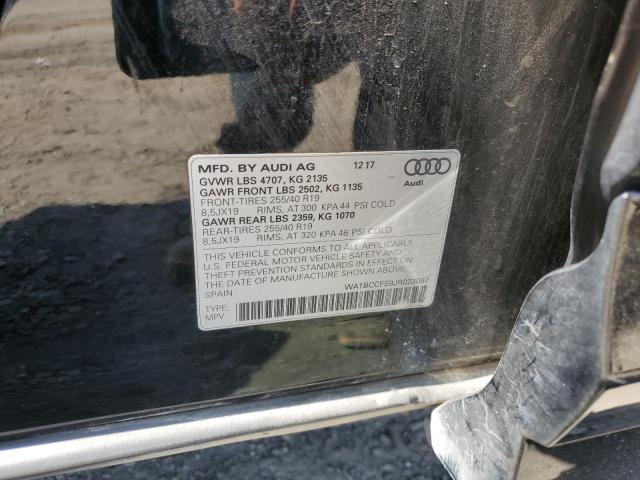 MFD. BY AUDI AG 12 17
GVWR LBS 4707, KG 2135
GAWR FRONT LBS 2502, KG 1135
FRONT-TIRES 255/40 R19
8,5JX19 RIMS, AT 300 KPA 44 PSI COLD
GAWR REAR LBS 2359, KG 1070
REAR-TIRES 255/40 R19
8,5JX19 RIMS, AT 320 KPA 46 PSI COLD
Audi
THIS VEHICLE CONFORMS TO ALL APPLICABLE
U.S. FEDERAL MOTOR VEHICLE SAFETY AND
THEFT PREVENTION STANDARDS IN EFFECT ON
THE DATE OF MANUFACTURE SHOWN ABOVE.
SPAIN
WA1BCCFS9JR023097
TYPE:
MPV